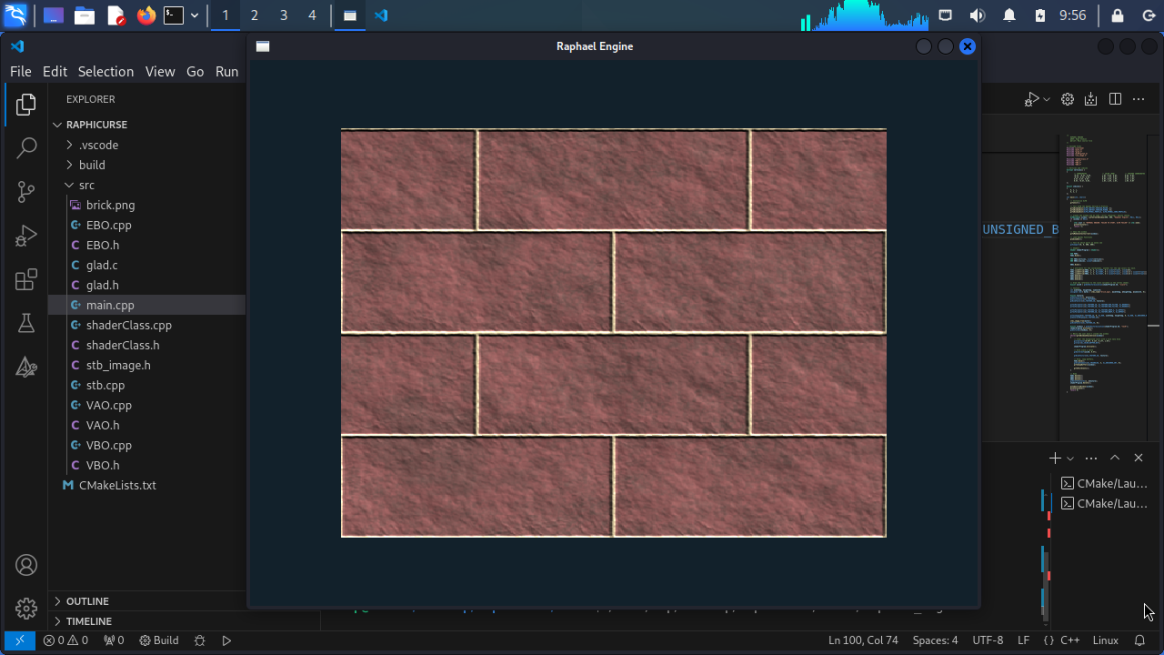 1 2 3 4 9:56
Raphael Engine
File Edit Selection View Go Run
EXPLORER
RAPHICURSE
.vscode
build
src
brick.png
EBO.cpp
UNSIGNED_B
EBO.h
glad.c
glad.h
main.cpp
shaderClass.cpp
shaderClass.h
stb_image.h
stb.cpp
VAO.cpp
VAO.h
VBO.cpp
VBO.h
CMakeLists.txt
CMake/Lau...
CMake/Lau...
OUTLINE
TIMELINE
0 0 0 Build Ln 100, Col 74 Spaces: 4 UTF-8 LF {} C++ Linux